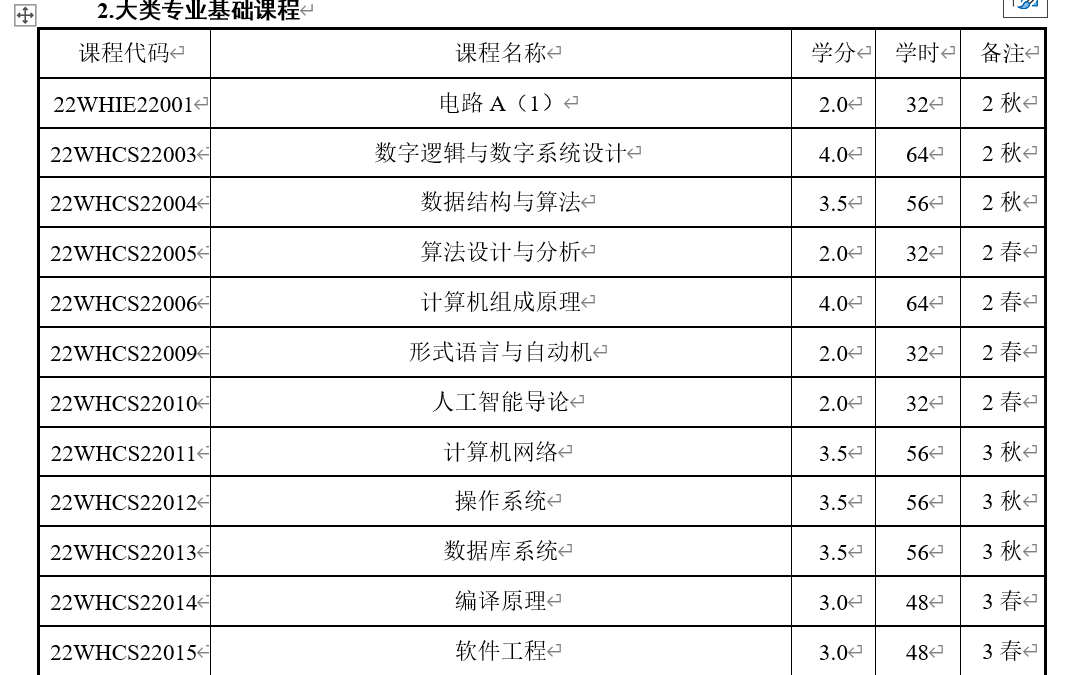 2.大类专业基础课程
课程代码 课程名称 学分 学时 备注
22WHIE22001 电路 A（1） 2.0 32 2 秋
22WHCS22003 数字逻辑与数字系统设计 4.0 64 2 秋
22WHCS22004 数据结构与算法 3.5 56 2 秋
22WHCS22005 算法设计与分析 2.0 32 2 春
22WHCS22006 计算机组成原理 4.0 64 2 春
22WHCS22009 形式语言与自动机 2.0 32 2 春
22WHCS22010 人工智能导论 2.0 32 2 春
22WHCS22011 计算机网络 3.5 56 3 秋
22WHCS22012 操作系统 3.5 56 3 秋
22WHCS22013 数据库系统 3.5 56 3 秋
22WHCS22014 编译原理 3.0 48 3 春
22WHCS22015 软件工程 3.0 48 3 春